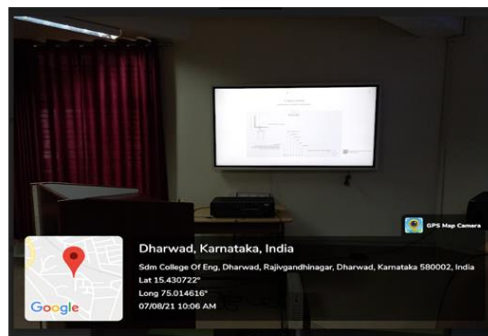 GPS Map Camera
Dharwad, Karnataka, India
Sdm College Of Eng, Dharwad, Rajivgandhinagar, Dharwad, Karnataka 580002, India
Lat 15.430722°
Long 75.014616°
07/08/21 10:06 AM
Google